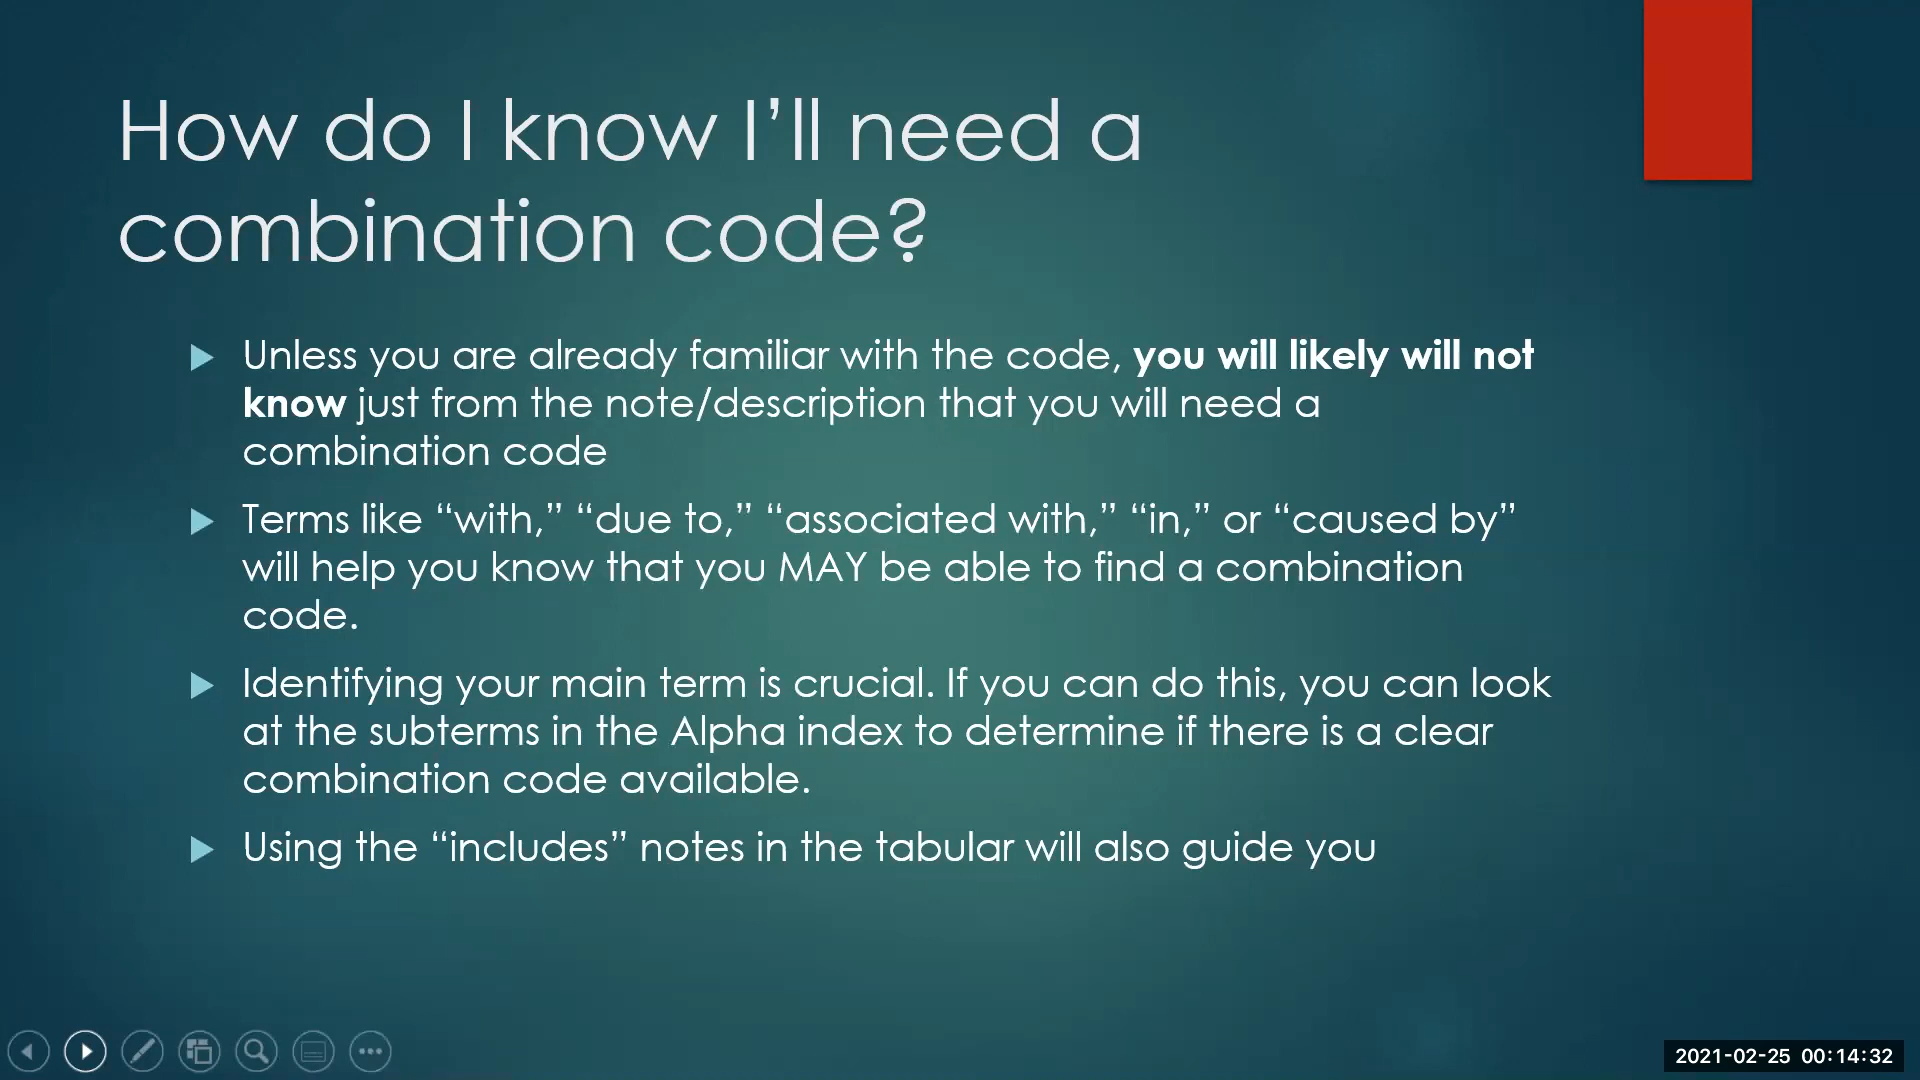 How do I know I’ll need a
combination code?
Unless you are already familiar with the code, you will likely will not
know just from the note/description that you will need a
combination code
Terms like “with,” “due to,” “associated with,” “in,” or “caused by”
will help you know that you MAY be able to find a combination
code.
Identifying your main term is crucial. If you can do this, you can look
at the subterms in the Alpha index to determine if there is a clear
combination code available.
Using the “includes” notes in the tabular will also guide you
2021-02-25 00:14:32